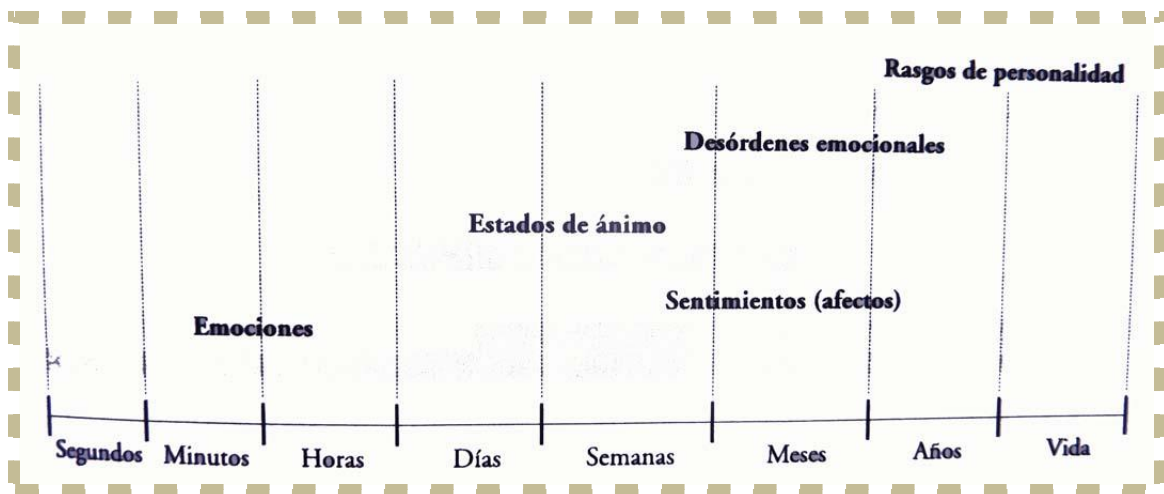 Rasgos de personalidad
Desórdenes emocionales
Estados de ánimo
Sentimientos (afectos)
Emociones
Segundos Minutos Horas Días Semanas Meses Años Vida